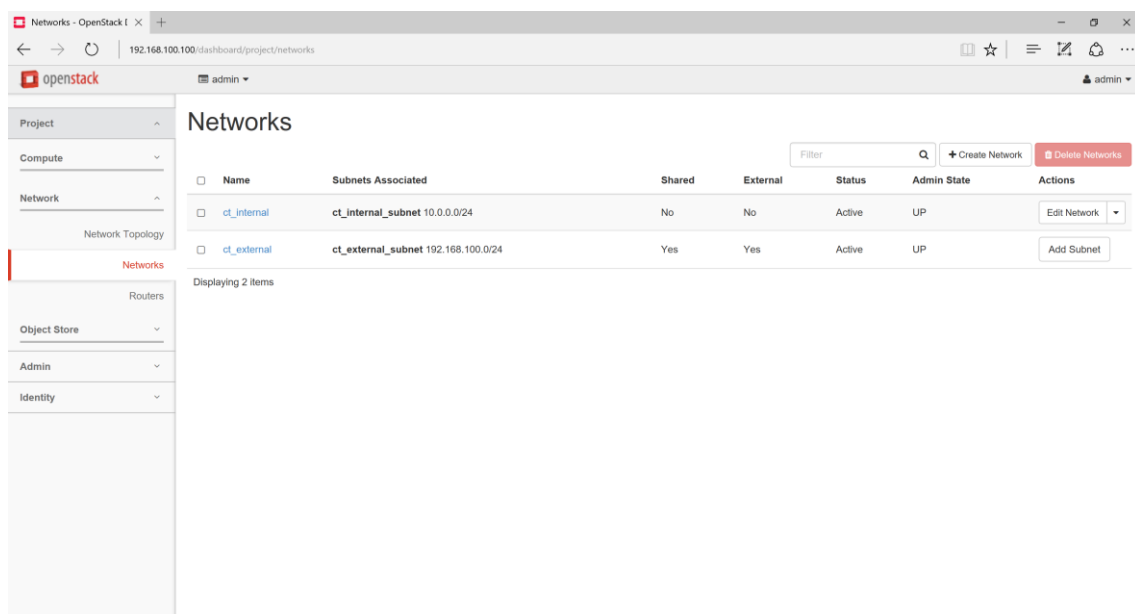 Networks - OpenStack D
192.168.100.100/dashboard/project/networks
openstack
admin
admin
Project
Networks
Compute
Filter
Create Network
Delete Networks
Name Subnets Associated Shared External Status Admin State Actions
Network
ct_internal ct_internal_subnet 10.0.0.0/24 No No Active UP Edit Network
Network Topology
ct_external ct_external_subnet 192.168.100.0/24 Yes Yes Active UP Add Subnet
Networks
Displaying 2 items
Routers
Object Store
Admin
Identity